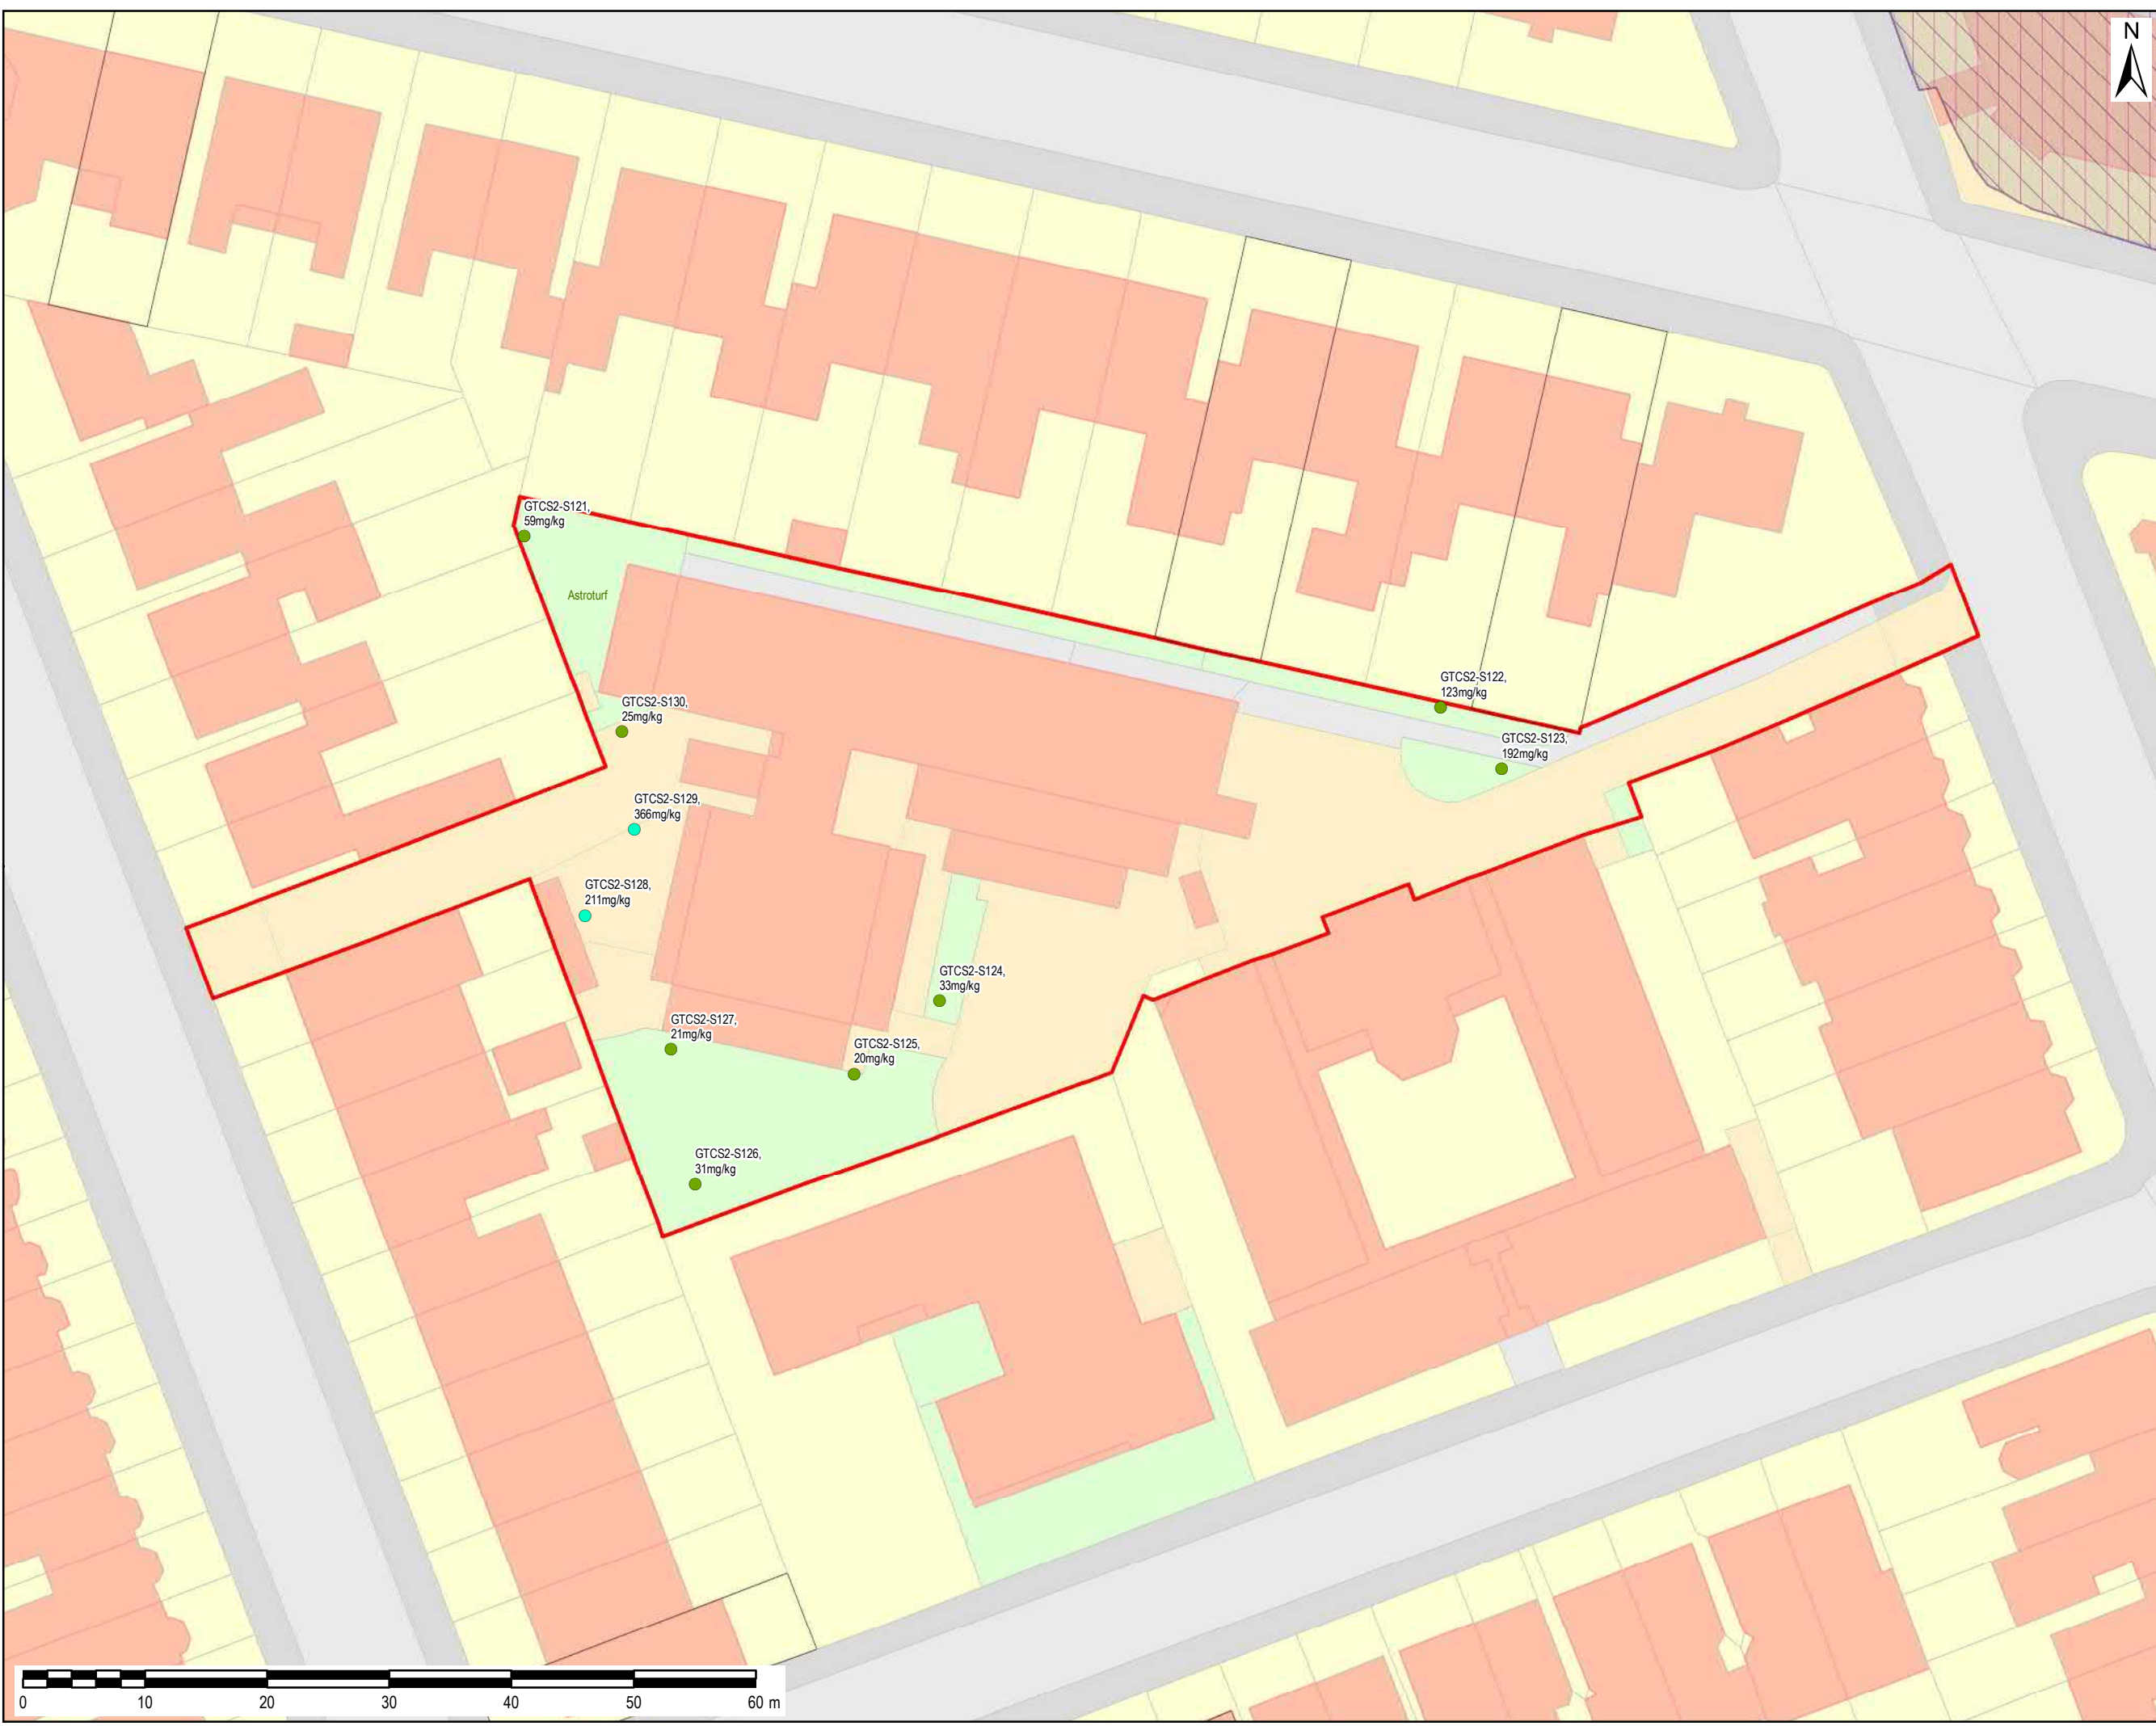 N
GTCS2-S121,
59mg/kg
Astroturf
GTCS2-S122,
123mg/kg
GTCS2-S130,
25mg/kg
GTCS2-S123,
192mg/kg
GTCS2-S129,
366mg/kg
GTCS2-S128,
211mg/kg
GTCS2-S124,
33mg/kg
GTCS2-S127,
21mg/kg
GTCS2-S125,
20mg/kg
GTCS2-S126,
31mg/kg
0 10 20 30 40 50 60 m